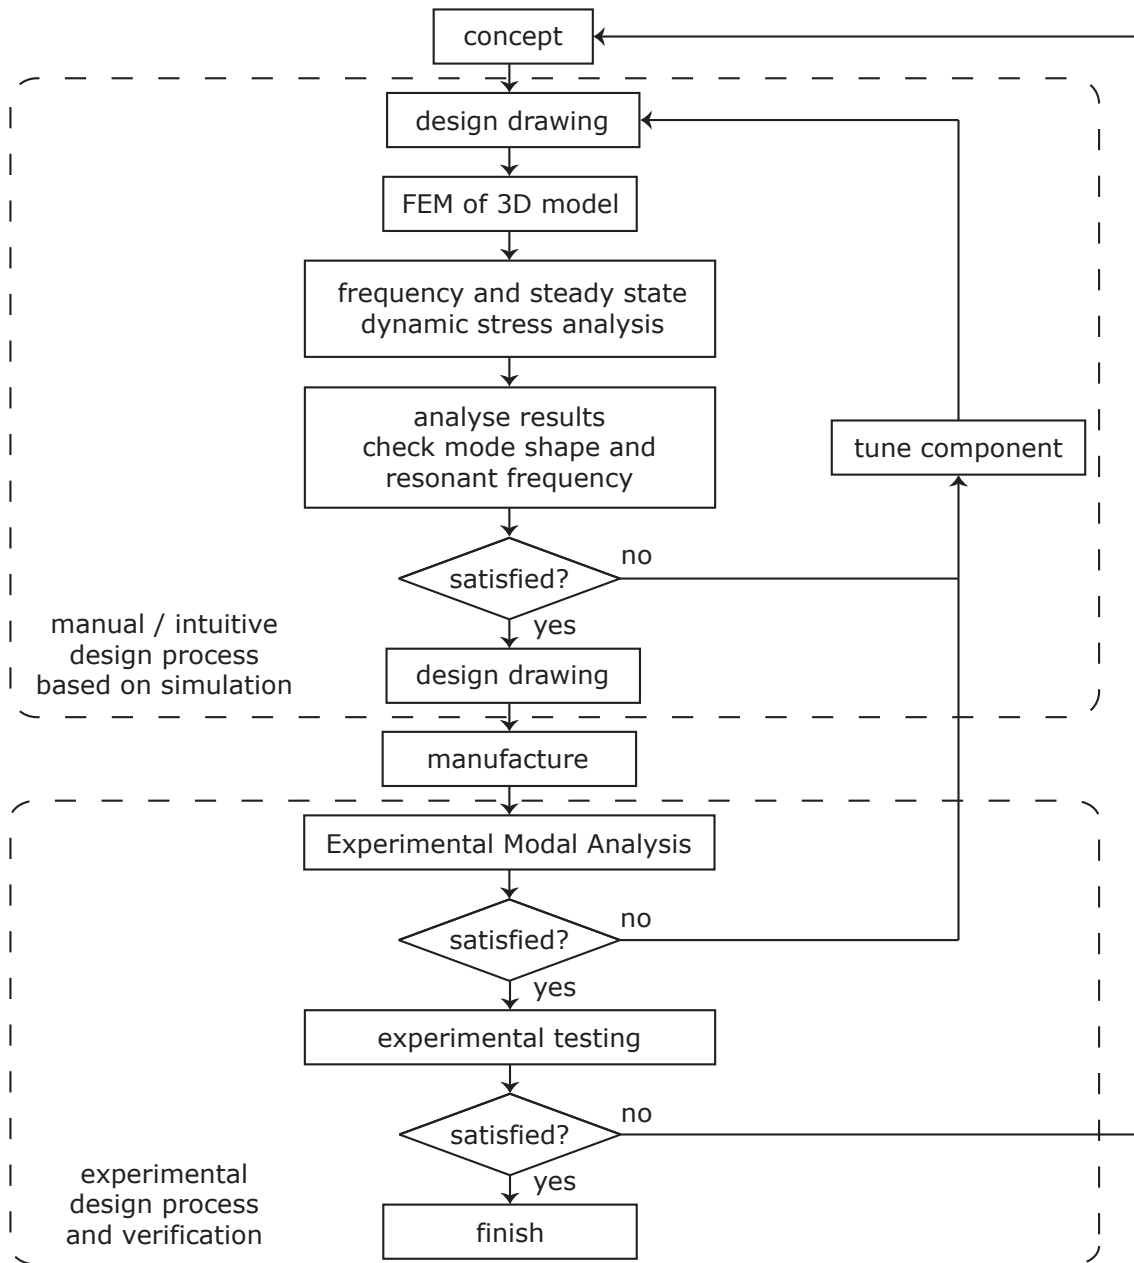 concept
design drawing
FEM of 3D model
frequency and steady state
dynamic stress analysis
analyse results
check mode shape and
resonant frequency
tune component
no
satisfied?
yes
manual / intuitive
design process
based on simulation
design drawing
manufacture
Experimental Modal Analysis
no
satisfied?
yes
experimental testing
no
satisfied?
yes
experimental
design process
and verification
finish